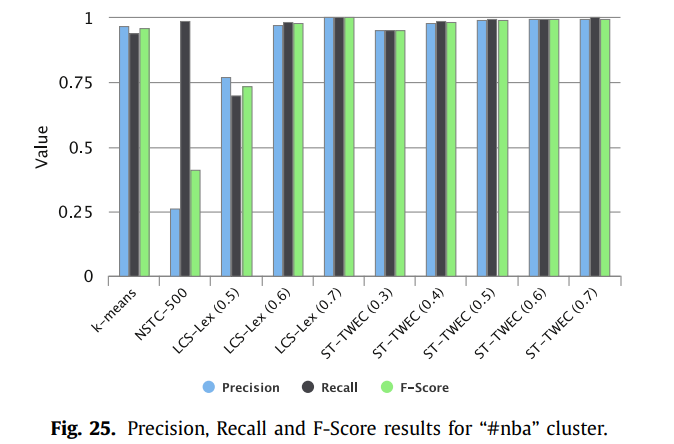 1
0.75
0.5
0.25
0
Value
k-means
NSTC-500
LCS-Lex (0.5)
LCS-Lex (0.6)
LCS-Lex (0.7)
ST-TWEC (0.3)
ST-TWEC (0.4)
ST-TWEC (0.5)
ST-TWEC (0.6)
ST-TWEC (0.7)
Precision Recall F-Score
Fig. 25. Precision, Recall and F-Score results for “#nba” cluster.